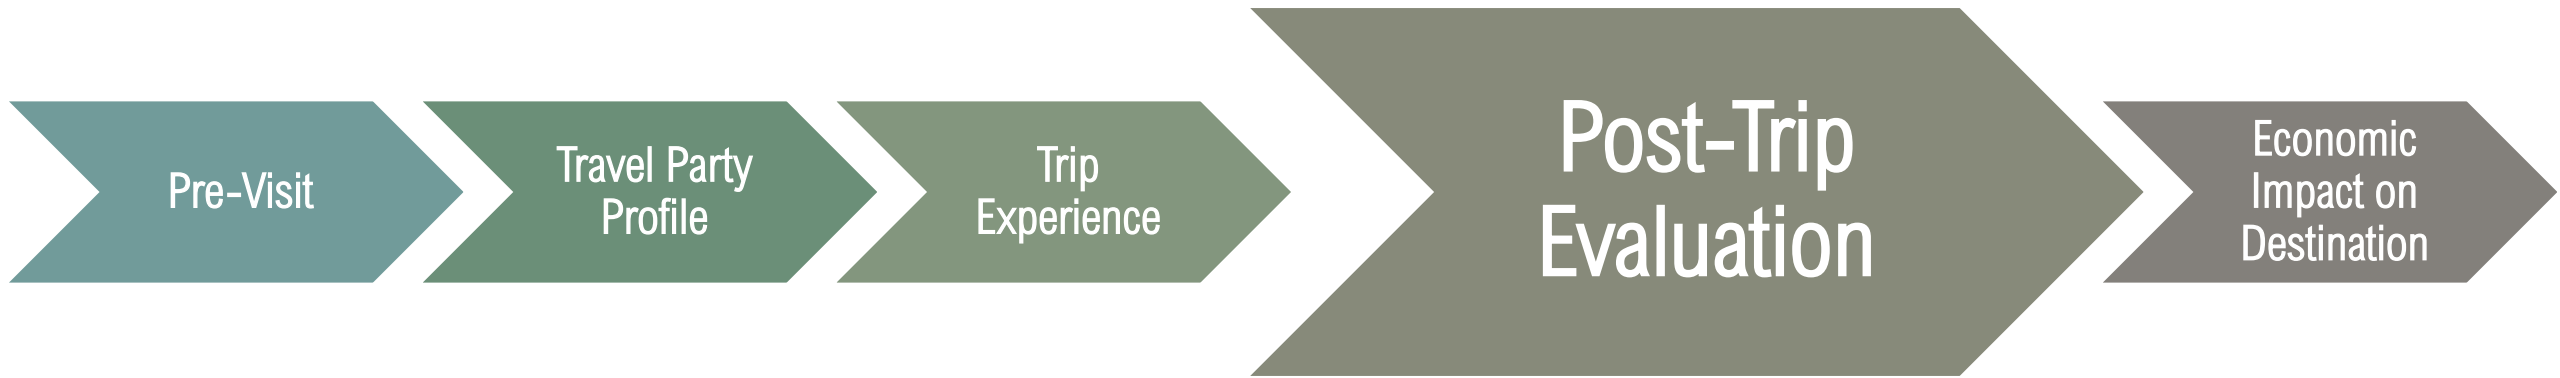 Pre-Visit
Travel Party
Profile
Trip
Experience
Post-Trip
Evaluation
Economic
Impact on
Destination